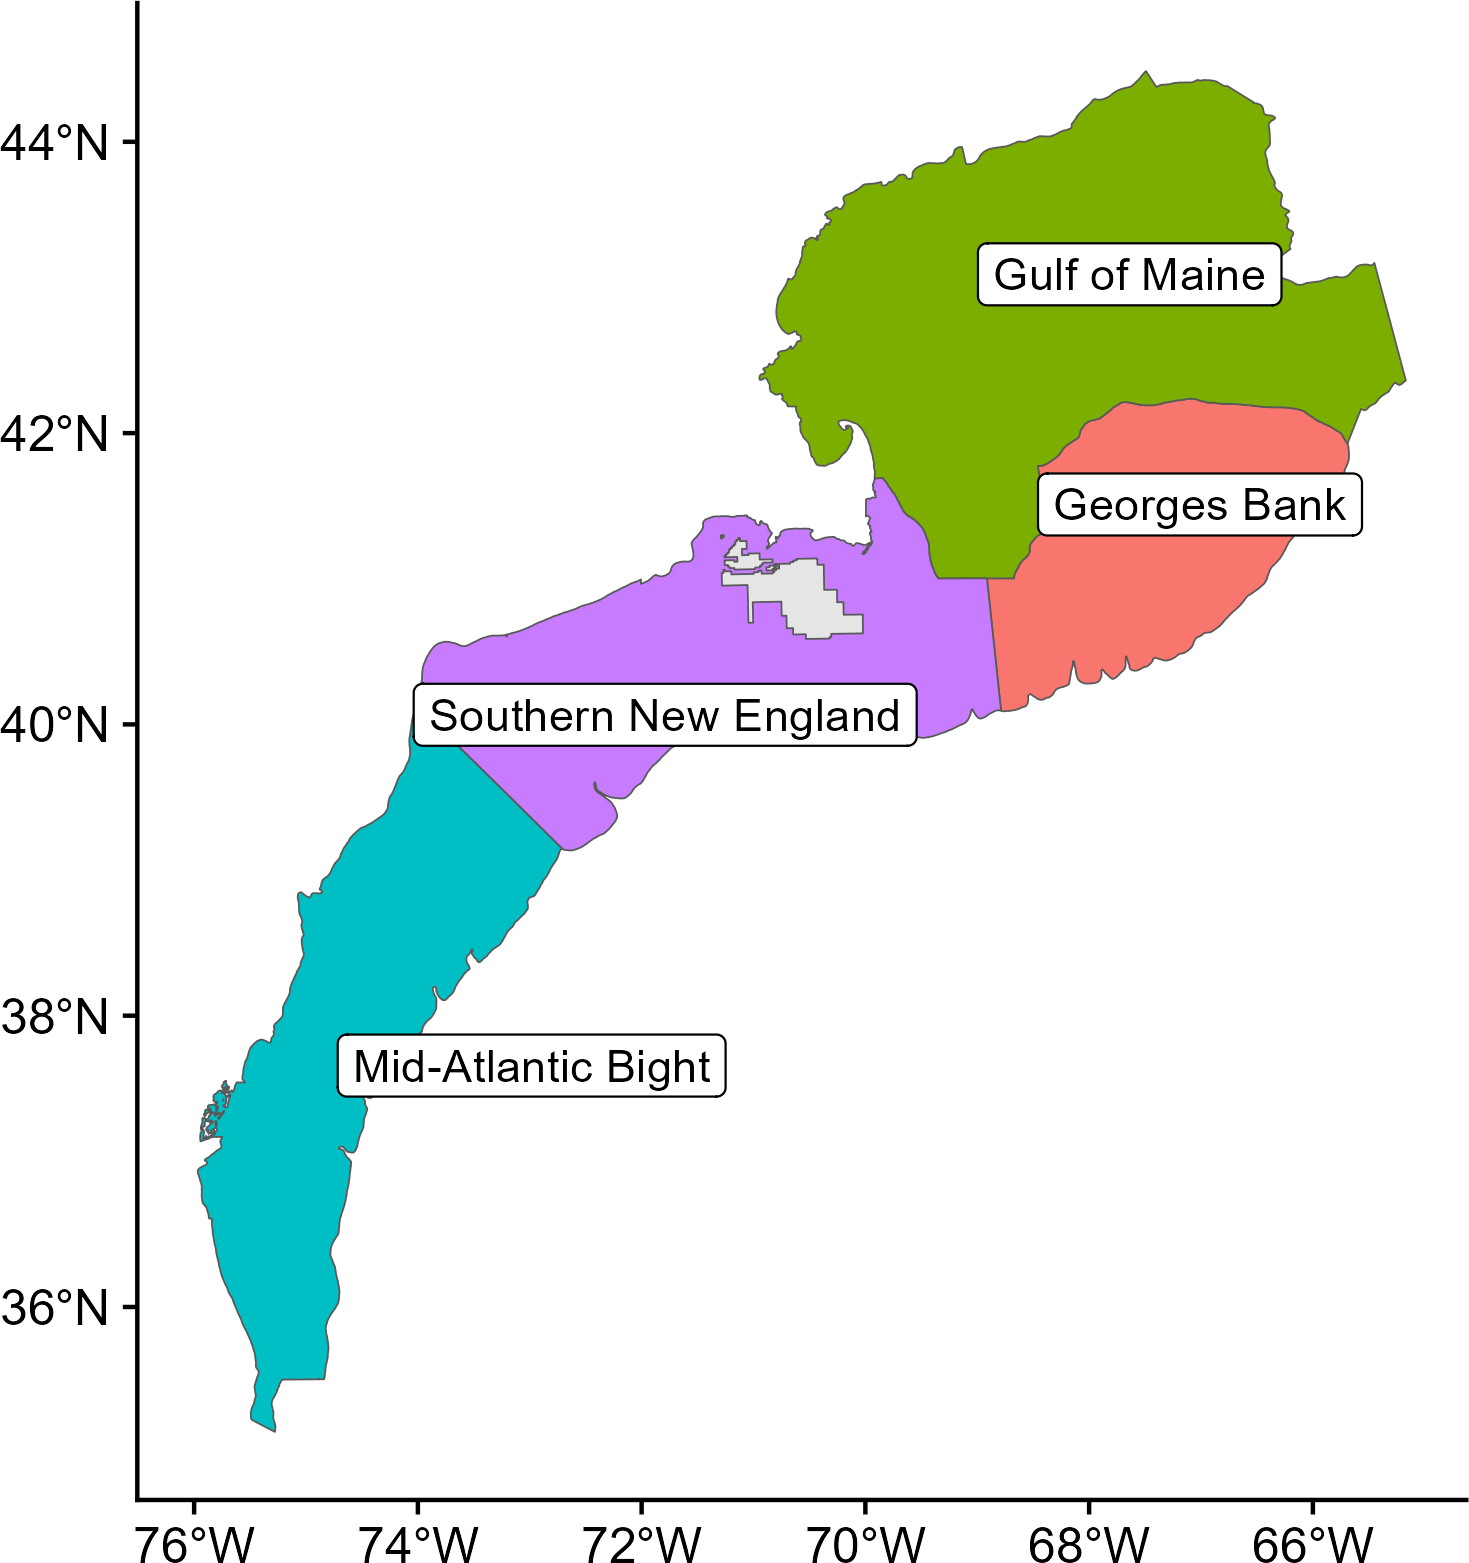 44°N
Gulf of Maine
42°N
Georges Bank
40°N
Southern New England
38°N
Mid-Atlantic Bight
36°N
76°W 74°W 72°W 70°W 68°W 66°W